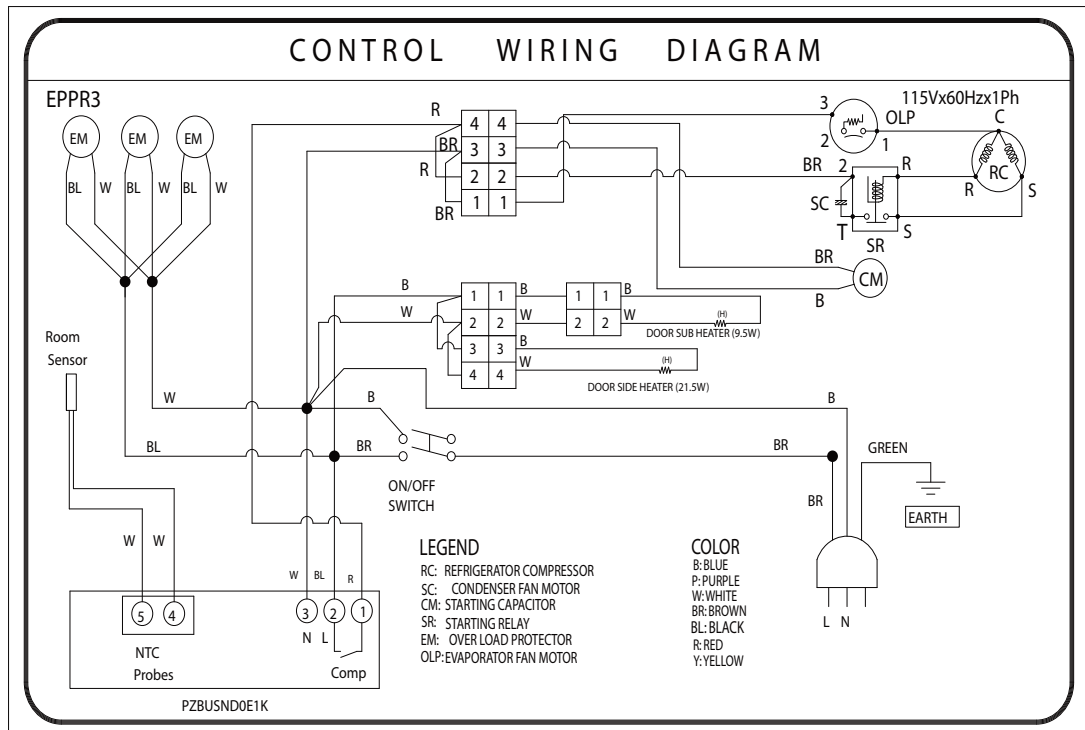 CONTROL WIRING DIAGRAM
EPPR3
EM EM EM
BL W BL W BL W
R
BR
R
BR
4 4
3 3
2 2
1 1
115Vx60Hzx1Ph
3
OLP
C
2
1
BR 2 R
R RC S
SC
T S
SR
BR
CM
B
B
W
1 1
2 2
3 3
4 4
B
W
B
W
1 1
2 2
B
W
(H)
DOOR SUB HEATER (9.5W)
(H)
DOOR SIDE HEATER (21.5W)
Room
Sensor
W
B
B
BL
BR
BR
GREEN
ON/OFF
SWITCH
BR
EARTH
W W
W BL R
5 4
3 2 1
N L
NTC
Probes
Comp
PZBUSND0E1K
LEGEND
RC: REFRIGERATOR COMPRESSOR
SC: CONDENSER FAN MOTOR
CM: STARTING CAPACITOR
SR: STARTING RELAY
EM: OVER LOAD PROTECTOR
OLP:EVAPORATOR FAN MOTOR
COLOR
B:BLUE
P:PURPLE
W:WHITE
BR:BROWN
BL:BLACK
R:RED
Y:YELLOW
L N